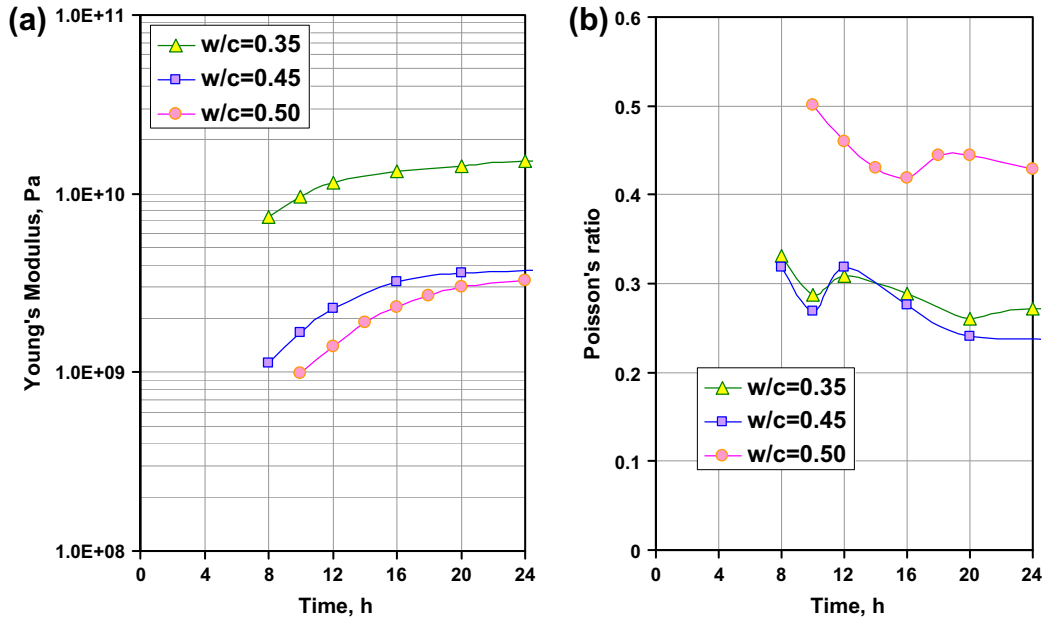 (a)
1.0E+11
1.0E+10
1.0E+09
1.0E+08
Young's Modulus, Pa
w/c=0.35
w/c=0.45
w/c=0.50
0 4 8 12 16 20 24
Time, h
(b)
0.6
0.5
0.4
0.3
0.2
0.1
0
Poisson's ratio
w/c=0.35
w/c=0.45
w/c=0.50
0 4 8 12 16 20 24
Time, h